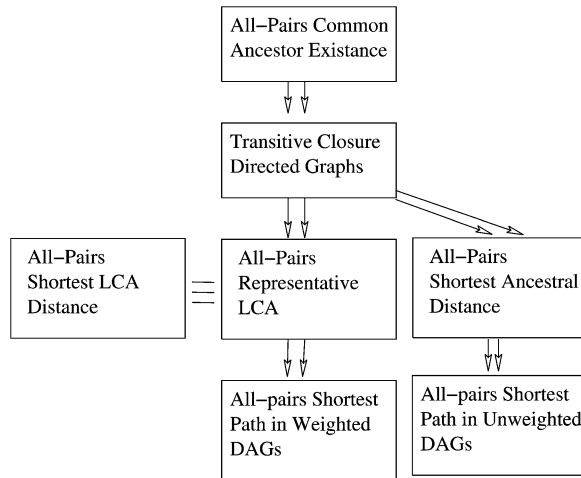 All−Pairs Common
Ancestor Existance
Transitive Closure
Directed Graphs
All−Pairs
Shortest LCA
Distance
All−Pairs
Representative
LCA
All−Pairs
Shortest Ancestral
Distance
All−pairs Shortest
Path in Weighted
DAGs
All−pairs Shortest
Path in Unweighted
DAGs